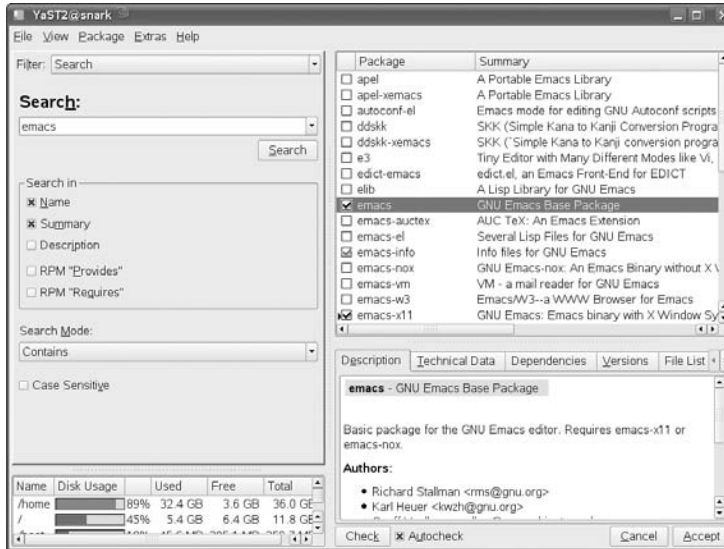 YaST2@snark
File View Package Extras Help
Filter: Search
Search:
emacs
Search
Search in
Name
Summary
Description
RPM "Provides"
RPM "Requires"
Search Mode:
Contains
Case Sensitive
Name Disk Usage Used Free Total
/home 89% 32.4 GB 3.6 GB 36.0 GB
/ 45% 5.4 GB 6.4 GB 11.8 GB
Package Summary
apel A Portable Emacs Library
apel-xemacs A Portable Emacs Library
autoconf-el Emacs mode for editing GNU Autoconf scripts
ddskk SKK (Simple Kana to Kanji Conversion Progra
ddskk-xemacs SKK (`Simple Kana to Kanji conversion progra
e3 Tiny Editor with Many Different Modes like Vi,
edict-emacs edict.el, an Emacs Front-End for EDICT
elib A Lisp Library for GNU Emacs
emacs GNU Emacs Base Package
emacs-auctex AUC TeX: An Emacs Extension
emacs-el Several Lisp Files for GNU Emacs
emacs-info Info files for GNU Emacs
emacs-nox GNU Emacs-nox: An Emacs Binary without X
emacs-vm VM - a mail reader for GNU Emacs
emacs-w3 Emacs/W3--a WWW Browser for Emacs
emacs-x11 GNU Emacs: Emacs binary with X Window Sy
Description Technical Data Dependencies Versions File List
emacs - GNU Emacs Base Package
Basic package for the GNU Emacs editor. Requires emacs-x11 or
emacs-nox.
Authors:
Richard Stallman <rms@gnu.org>
Karl Heuer <kwzh@gnu.org>
Check Autocheck Cancel Accept